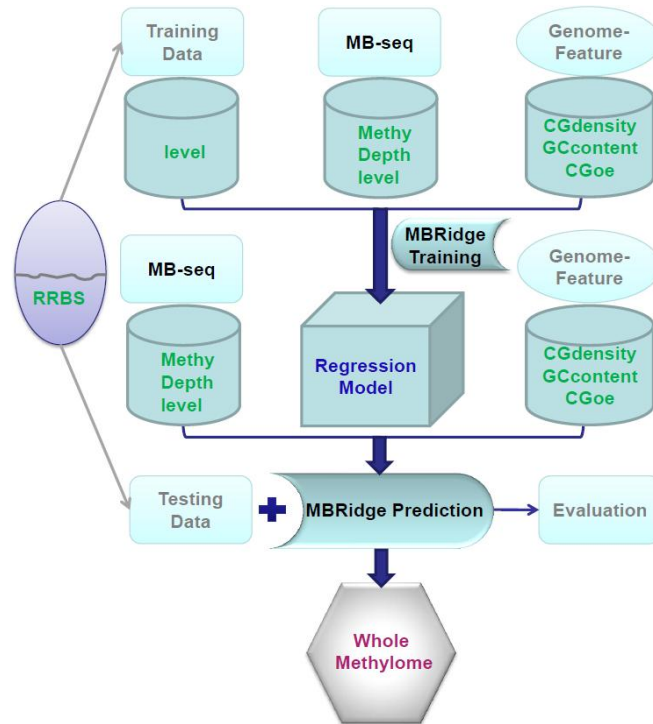 Training
Data
MB-seq
Genome-
Feature
level
Methy
Depth
level
CGdensity
GCcontent
CGoe
MBRidge
Training
RRBS
MB-seq
Genome-
Feature
Methy
Depth
level
Regression
Model
CGdensity
GCcontent
CGoe
Testing
Data
MBRidge Prediction
Evaluation
Whole
Methylome